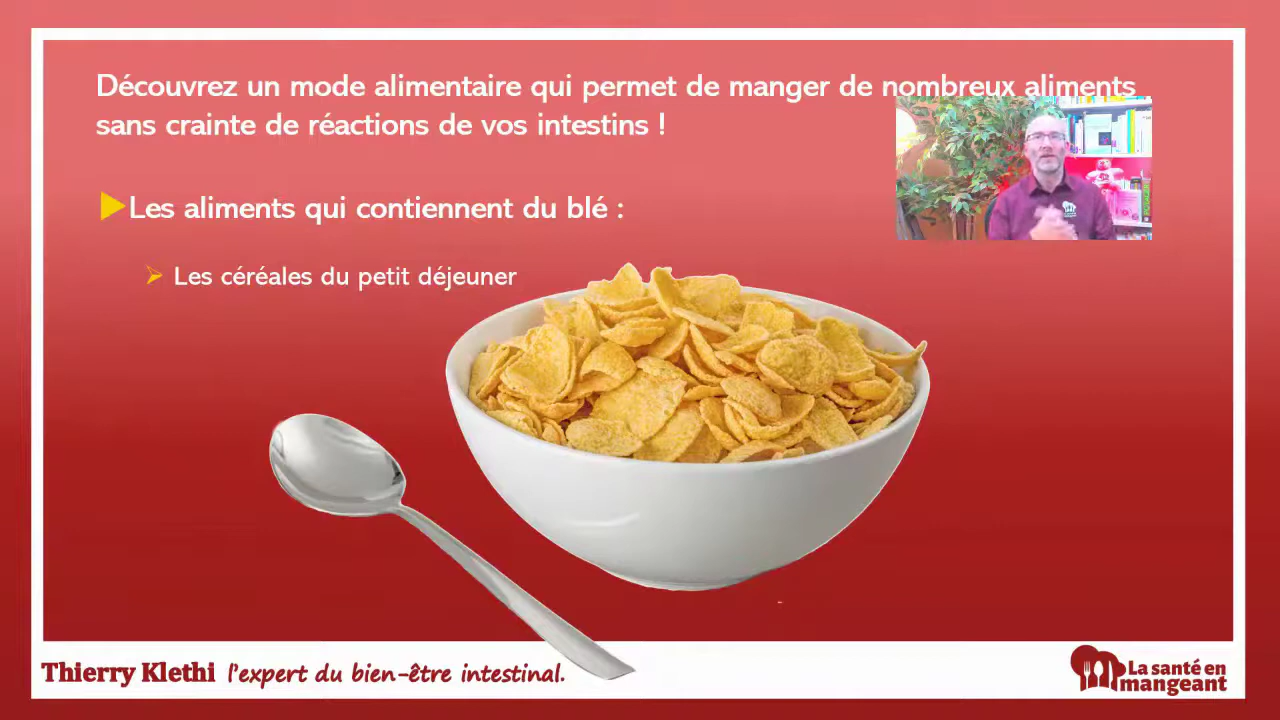 Découvrez un mode alimentaire qui permet de manger de nombreux aliments
sans crainte de réactions de vos intestins !
Les aliments qui contiennent du blé :
Les céréales du petit déjeuner
Thierry Klethi l'expert du bien-être intestinal.
La santé en
mangeant